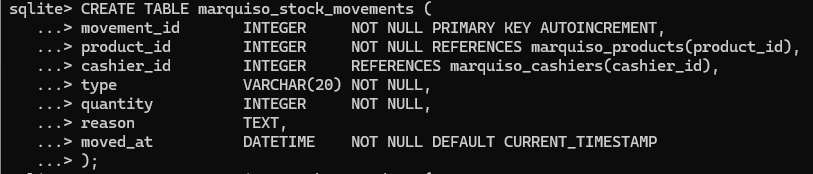 sqlite> CREATE TABLE marquiso_stock_movements (
   ...> movement_id       INTEGER     NOT NULL PRIMARY KEY AUTOINCREMENT,
   ...> product_id        INTEGER     NOT NULL REFERENCES marquiso_products(product_id),
   ...> cashier_id        INTEGER     REFERENCES marquiso_cashiers(cashier_id),
   ...> type              VARCHAR(20) NOT NULL,
   ...> quantity          INTEGER     NOT NULL,
   ...> reason            TEXT,
   ...> moved_at          DATETIME    NOT NULL DEFAULT CURRENT_TIMESTAMP
   ...> );